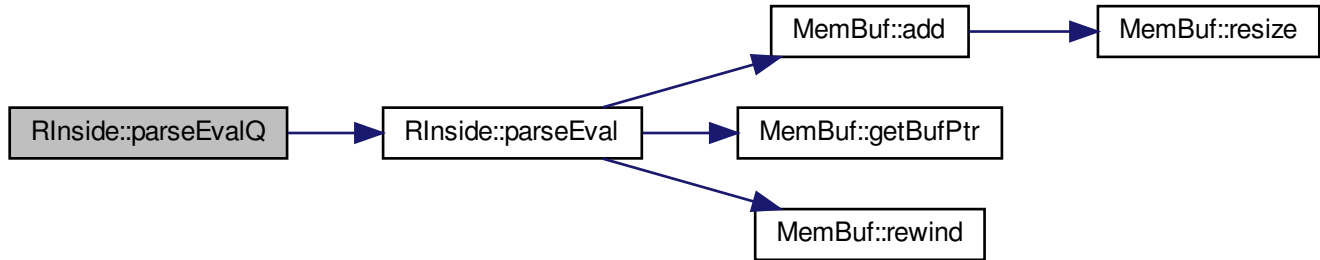 RInside::parseEvalQ
RInside::parseEval
MemBuf::add
MemBuf::resize
MemBuf::getBufPtr
MemBuf::rewind